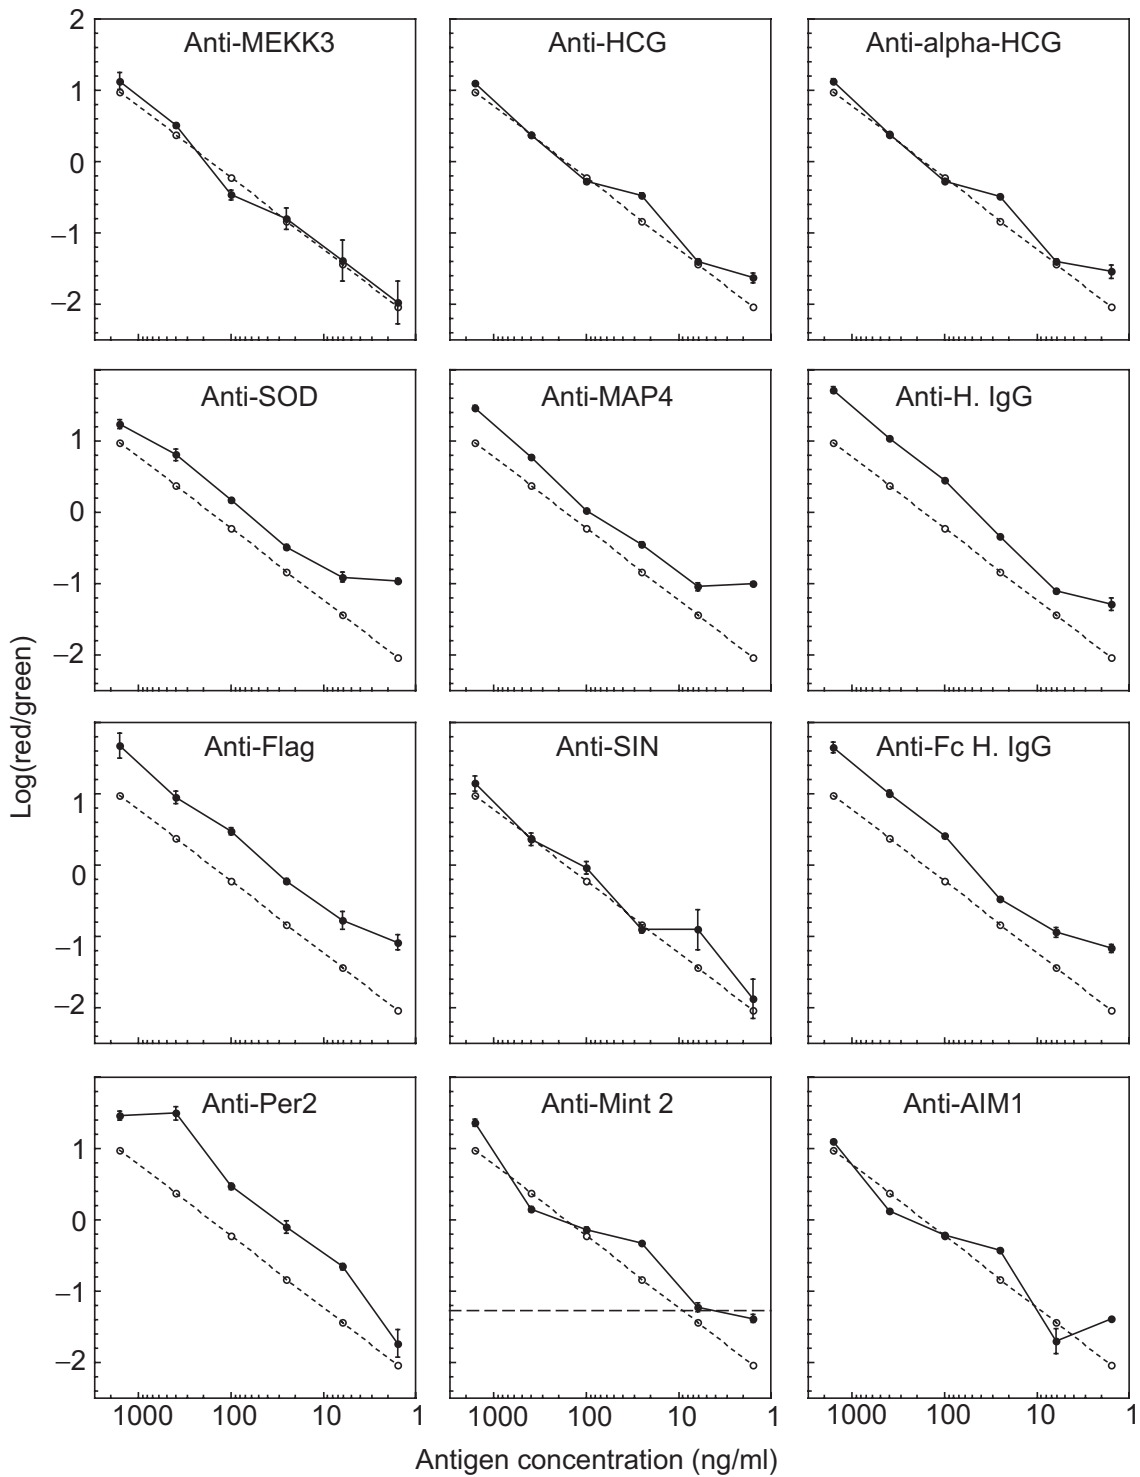 2
Anti-MEKK3
Anti-HCG
Anti-alpha-HCG
1
0
−1
−2
Anti-SOD
Anti-MAP4
Anti-H. IgG
1
0
−1
−2
Log(red/green)
Anti-Flag
Anti-SIN
Anti-Fc H. IgG
1
0
−1
−2
Anti-Per2
Anti-Mint 2
Anti-AIM1
1
0
−1
−2
1000 100 10 1 1000 100 10 1 1000 100 10 1
Antigen concentration (ng/ml)